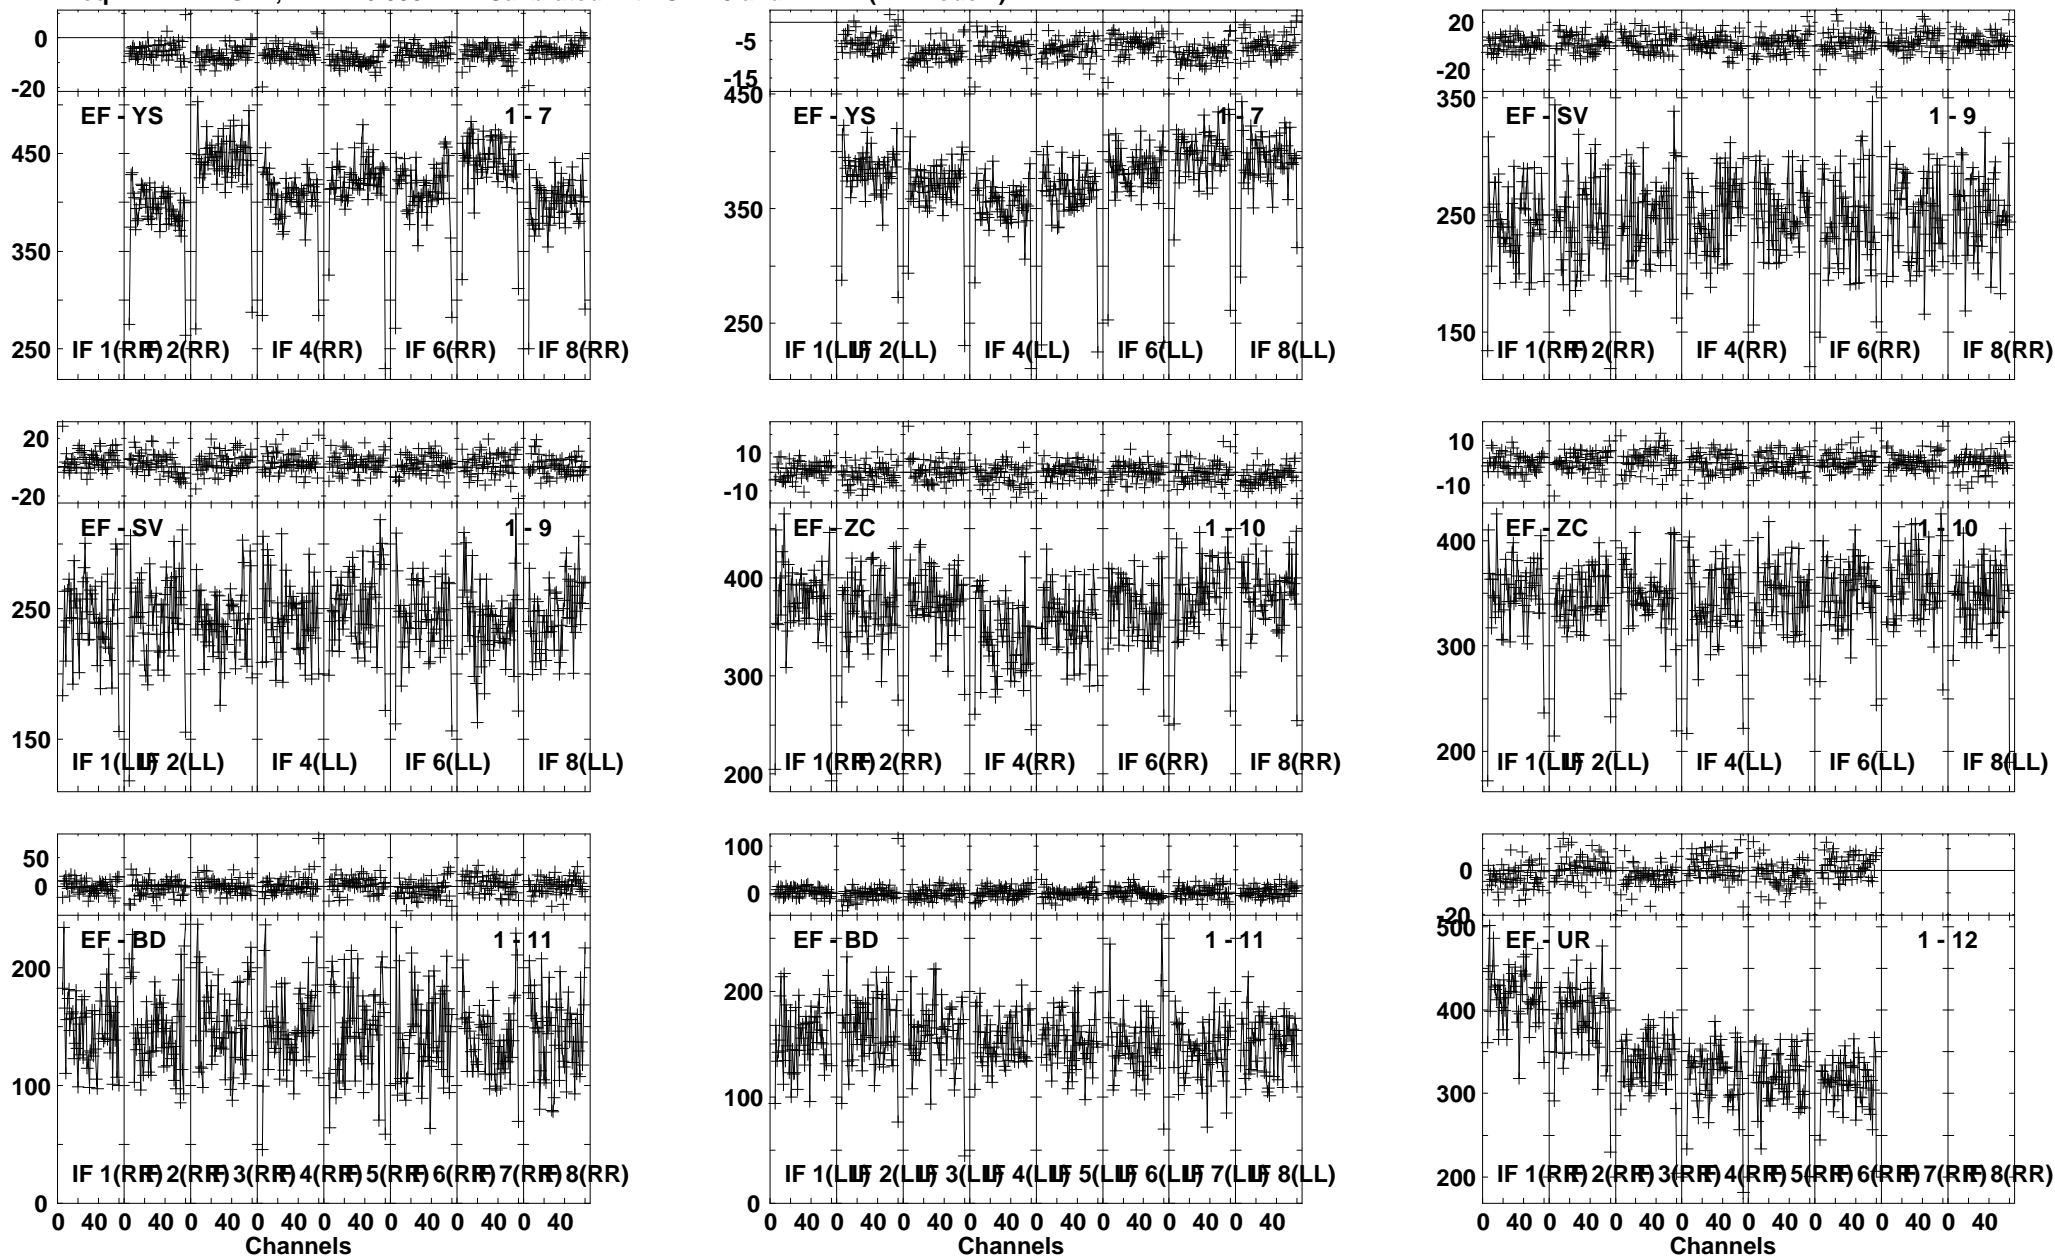 0
-20
EF - YS 1 - 7
450
350
250
IF 1(RR) IF 2(RR) IF 4(RR) IF 6(RR) IF 8(RR)
-5
-15
450
EF - YS 1 - 7
350
250
IF 1(LL) IF 2(LL) IF 4(LL) IF 6(LL) IF 8(LL)
20
0
-20
350
EF - SV 1 - 9
250
150
IF 1(RR) IF 2(RR) IF 4(RR) IF 6(RR) IF 8(RR)
20
0
-20
EF - SV 1 - 9
250
150
IF 1(LL) IF 2(LL) IF 4(LL) IF 6(LL) IF 8(LL)
10
-10
EF - ZC 1 - 10
400
300
200
IF 1(RR) IF 2(RR) IF 4(RR) IF 6(RR) IF 8(RR)
10
-10
EF - ZC 1 - 10
400
300
200
IF 1(LL) IF 2(LL) IF 4(LL) IF 6(LL) IF 8(LL)
50
0
EF - BD 1 - 11
200
100
0
IF 1(RR) IF 2(RR) IF 3(RR) IF 4(RR) IF 5(RR) IF 6(RR) IF 7(RR) IF 8(RR)
0 40 0 40 0 40 0 40 0 40 0 40 0 40 0 40
Channels
100
0
EF - BD 1 - 11
200
100
0
IF 1(LL) IF 2(LL) IF 3(LL) IF 4(LL) IF 5(LL) IF 6(LL) IF 7(LL) IF 8(LL)
0 40 0 40 0 40 0 40 0 40 0 40 0 40 0 40
Channels
0
-20
500
EF - UR 1 - 12
400
300
200
IF 1(RR) IF 2(RR) IF 3(RR) IF 4(RR) IF 5(RR) IF 6(RR) IF 7(RR) IF 8(RR)
0 40 0 40 0 40 0 40 0 40 0 40 0 40 0 40
Channels